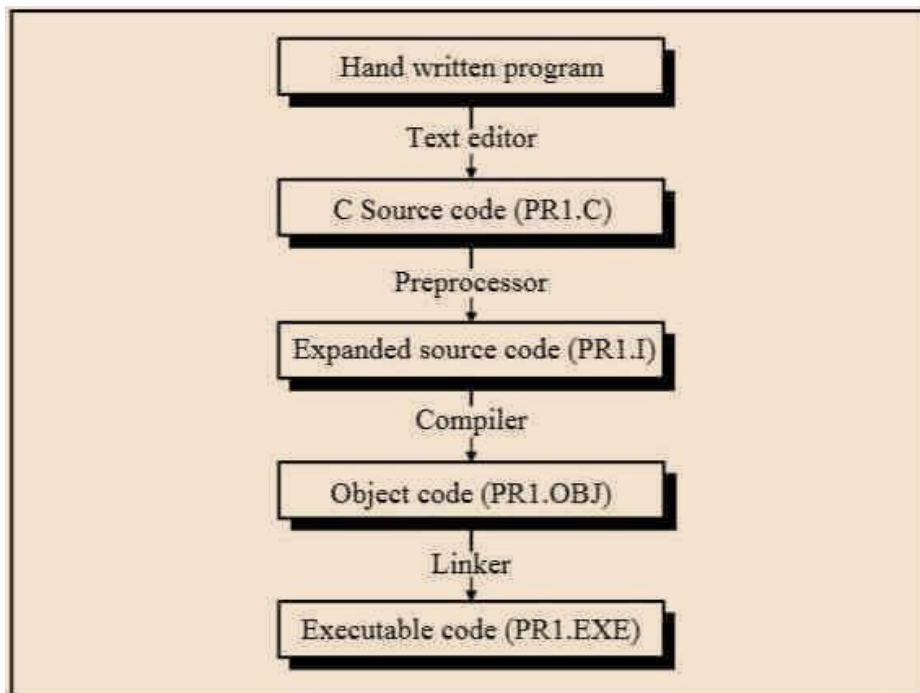 Hand written program
Text editor
C Source code (PR1.C)
Preprocessor
Expanded source code (PR1.I)
Compiler
Object code (PR1.OBJ)
Linker
Executable code (PR1.EXE)